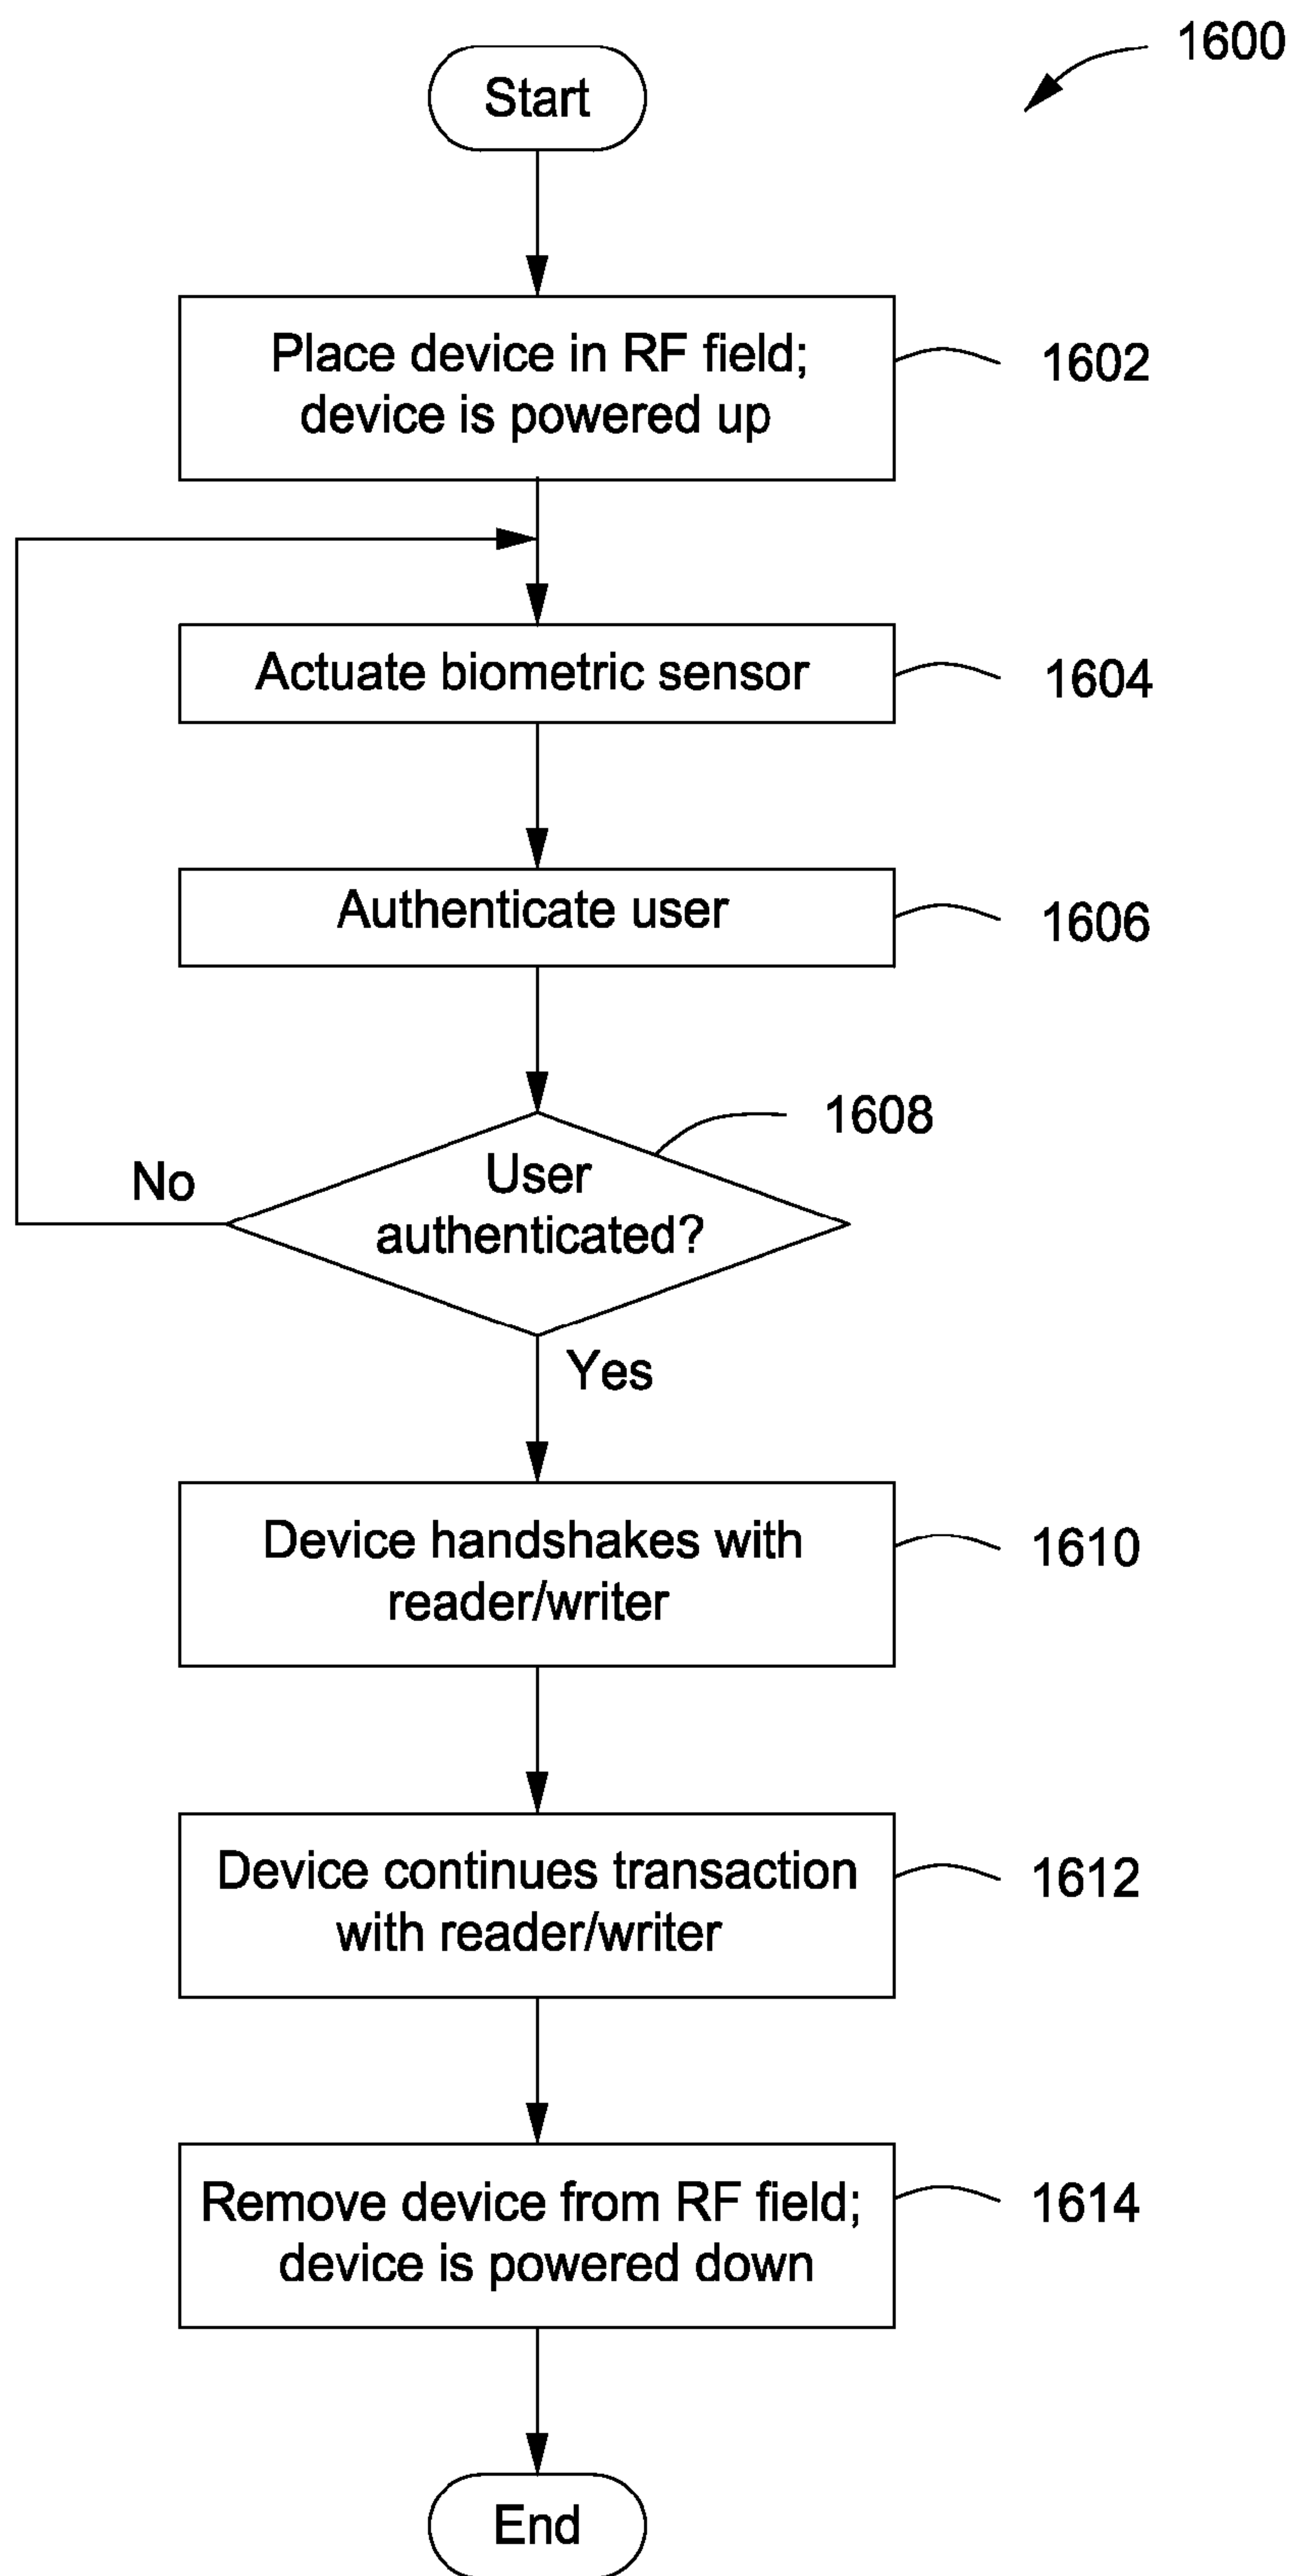 1600
Start
Place device in RF field;
device is powered up
1602
Actuate biometric sensor
1604
Authenticate user
1606
1608
User
authenticated?
No
Yes
Device handshakes with
reader/writer
1610
Device continues transaction
with reader/writer
1612
Remove device from RF field;
device is powered down
1614
End